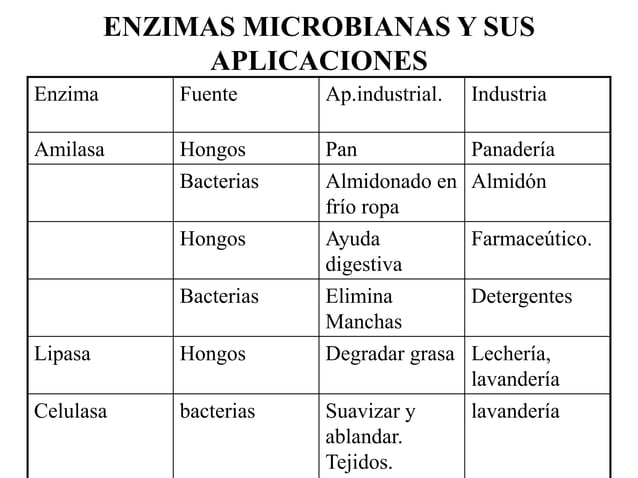 ENZIMAS MICROBIANAS Y SUS
APLICACIONES
Enzima Fuente Ap.industrial. Industria
Amilasa Hongos Pan Panadería
Bacterias Almidonado en Almidón
frío ropa
Hongos Ayuda Farmaceútico.
digestiva
Bacterias Elimina Detergentes
Manchas
Lipasa Hongos Degradar grasa Lechería,
lavandería
Celulasa bacterias Suavizar y lavandería
ablandar.
Tejidos.